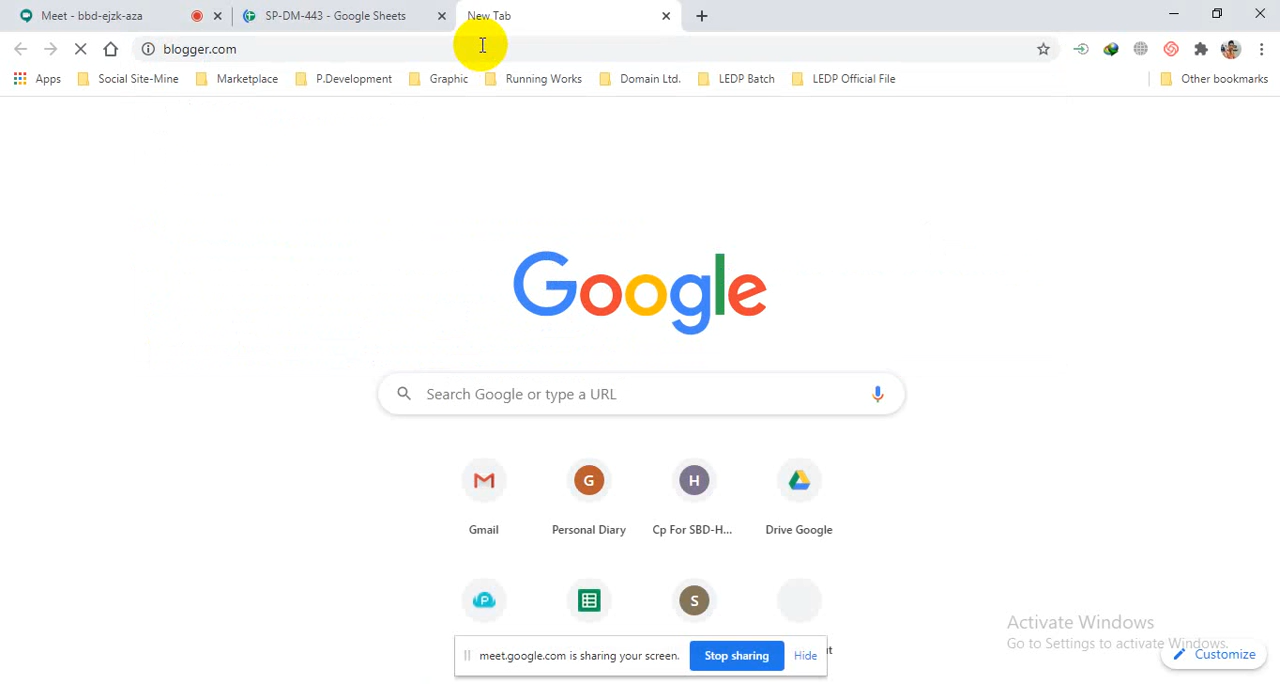 Meet - bbd-ejzk-aza
SP-DM-443 - Google Sheets
New Tab
blogger.com
Apps
Social Site-Mine
Marketplace
P.Development
Graphic
Running Works
Domain Ltd.
LEDP Batch
LEDP Official File
Other bookmarks
Google
Search Google or type a URL
G
H
Gmail
Personal Diary
Cp For SBD-H...
Drive Google
P
S
meet.google.com is sharing your screen.
Stop sharing
Hide
Activate Windows
Go to Settings to activate Windows.
Customize